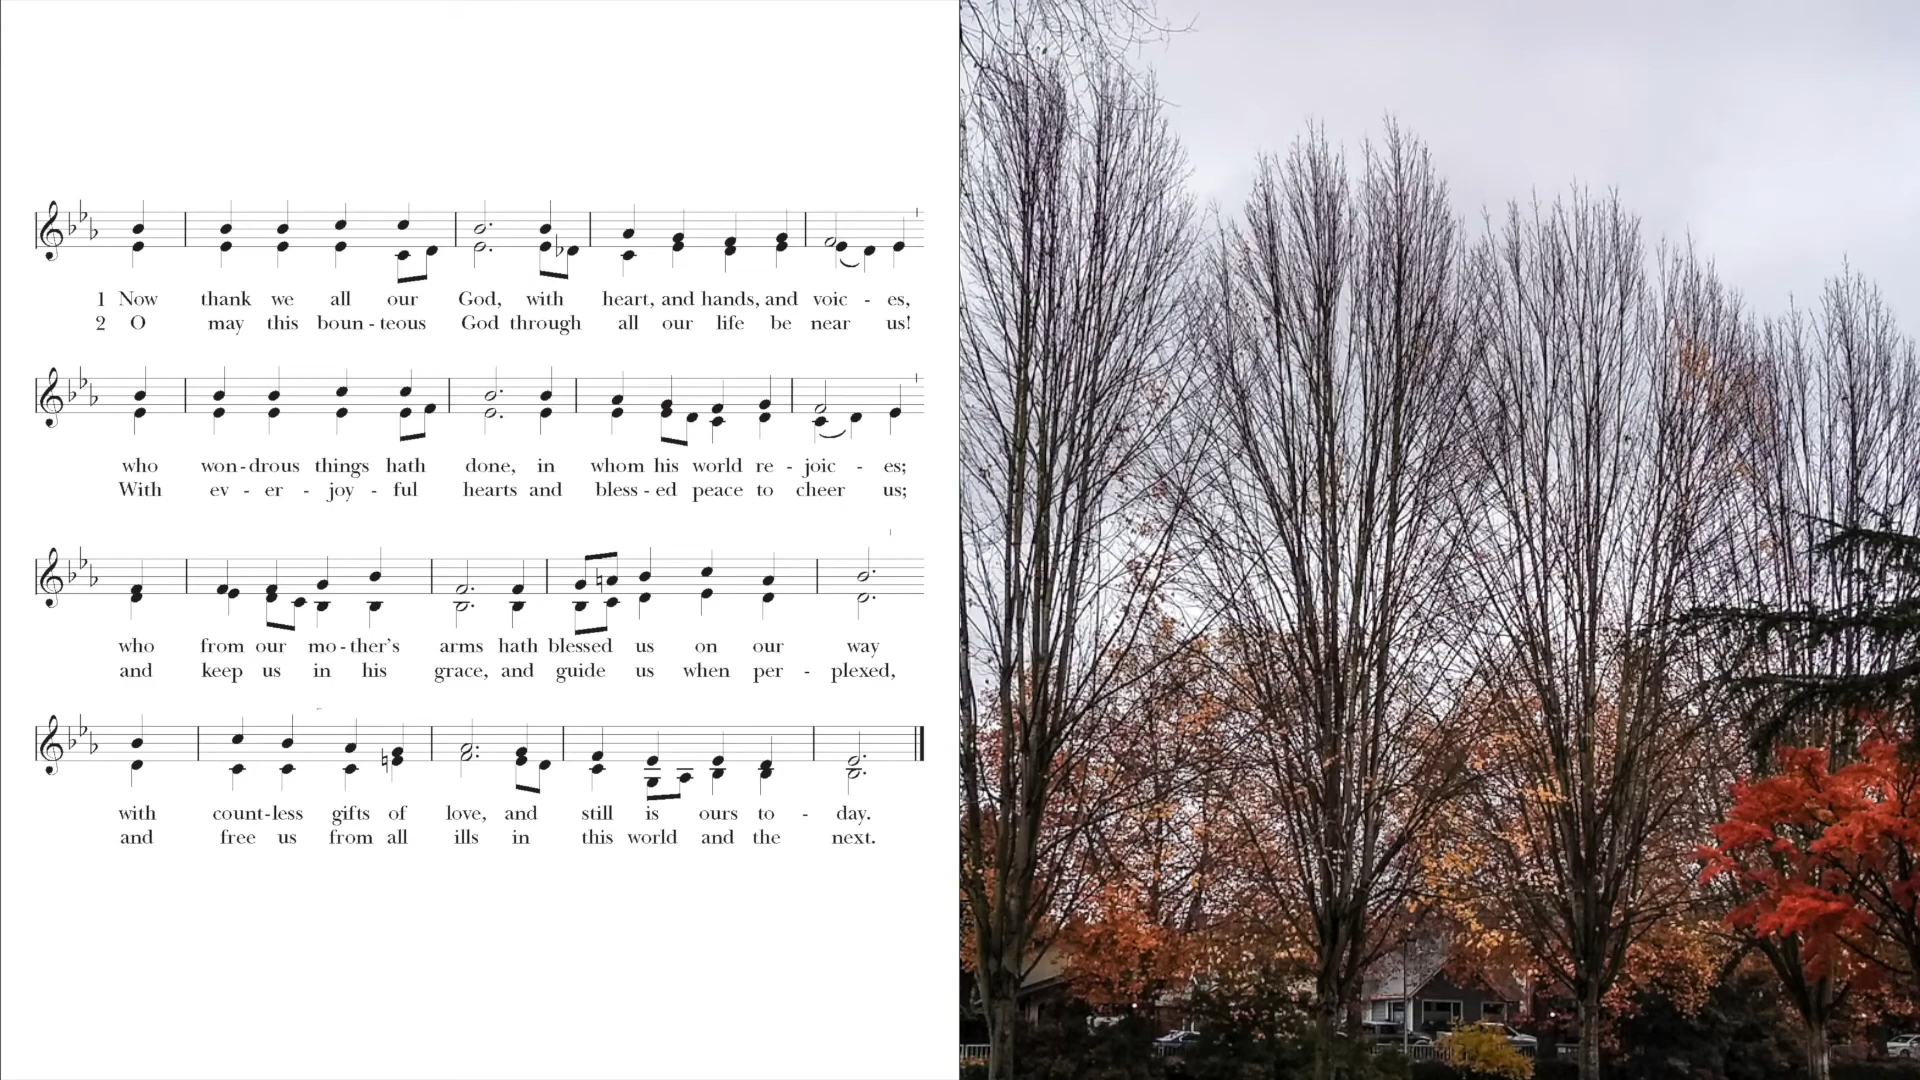 1 Now thank we all our God, with heart, and hands, and voic - es,
2 O may this boun - teous God through all our life be near us!
who won - drous things hath done, in whom his world re - joic - es;
With ev - er - joy - ful hearts and bless - ed peace to cheer us;
who from our mo - ther's arms hath blessed us on our way
and keep us in his grace, and guide us when per - plexed,
with count - less gifts of love, and still is ours to - day.
and free us from all ills in this world and the next.